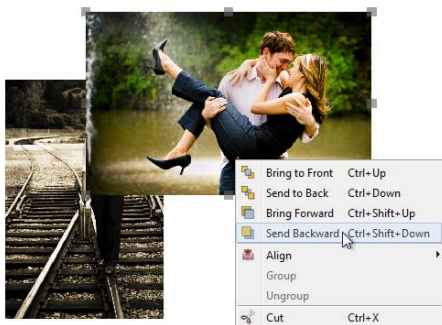 Bring to Front Ctrl+Up
Send to Back Ctrl+Down
Bring Forward Ctrl+Shift+Up
Send Backward Ctrl+Shift+Down
Align
Group
Ungroup
Cut Ctrl+X